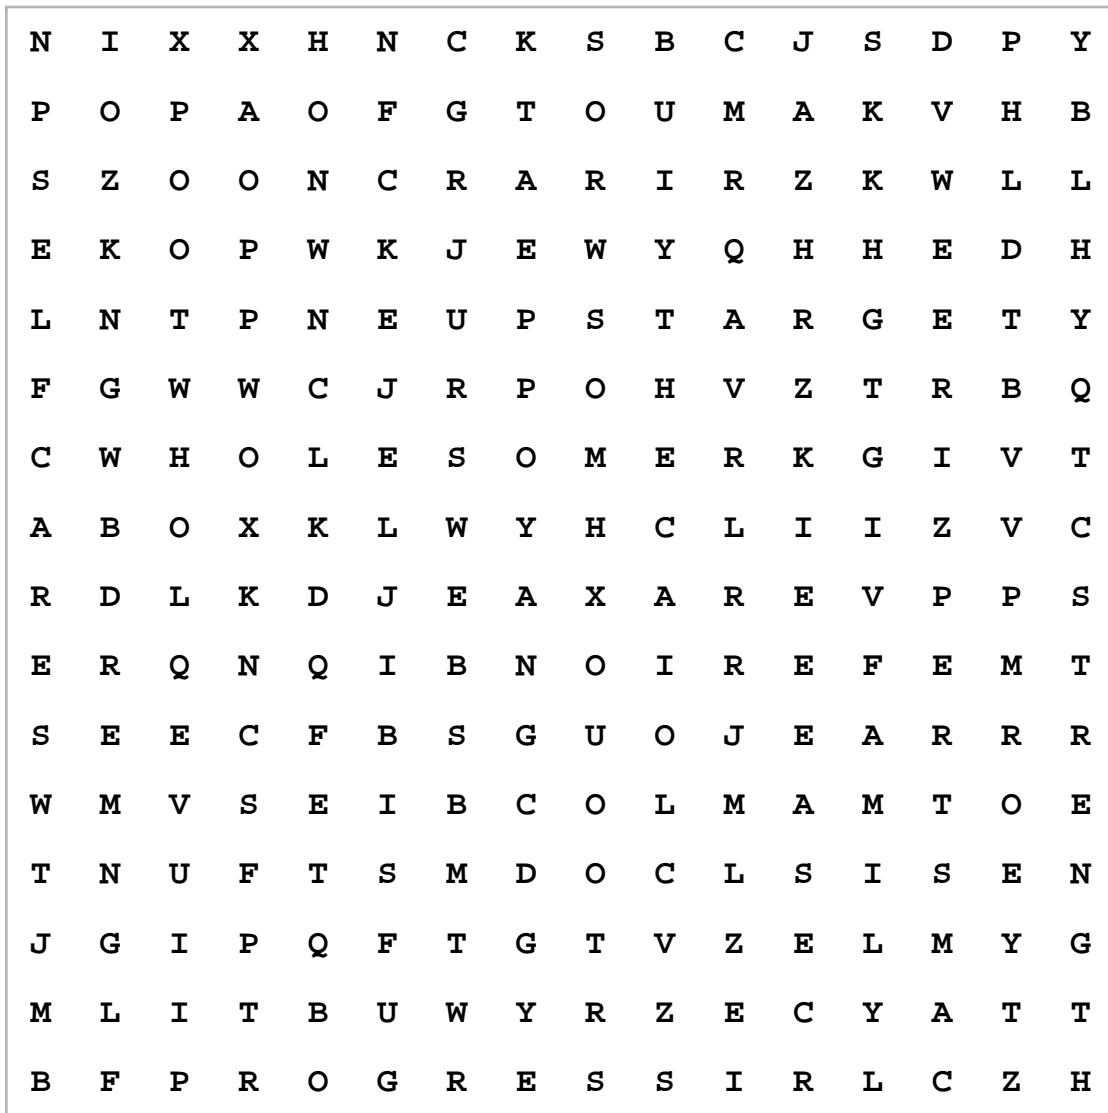 N I X X H N C K S B C J S D P Y
P O P A O F G T O U M A K V H B
S Z O O N C R A R I R Z K W L L
E K O P W K J E W Y Q H H E D H
L N T P N E U P S T A R G E T Y
F G W W C J R P O H V Z T R B Q
C W H O L E S O M E R K G I V T
A B O X K L W Y H C L I I Z V C
R D L K D J E A X A R E V P P S
E R Q N Q I B N O I R E F E M T
S E E C F B S G U O J E A R R R
W M V S E I B C O L M A M T O E
T N U F T S M D O C L S I S E N
J G I P Q F T G T V Z E L M Y G
M L I T B U W Y R Z E C Y A T T
B F P R O G R E S S I R L C Z H